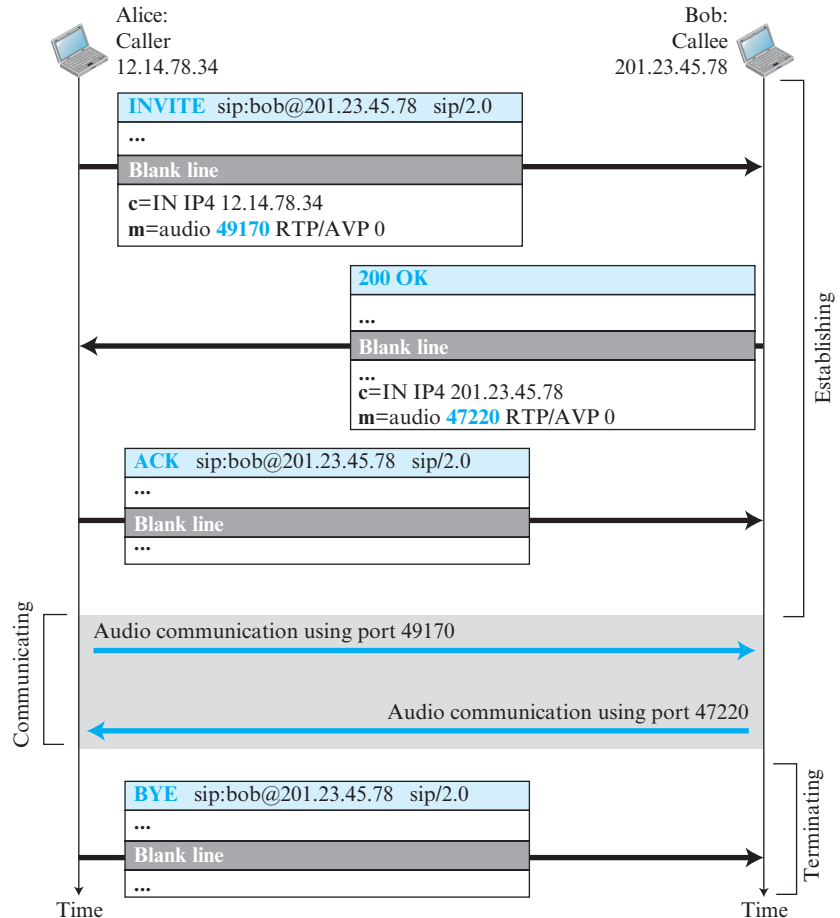 Alice:
Caller
12.14.78.34
Bob:
Callee
201.23.45.78
INVITE sip:bob@201.23.45.78 sip/2.0
...
Blank line
c=IN IP4 12.14.78.34
m=audio 49170 RTP/AVP 0
200 OK
...
Blank line
...
c=IN IP4 201.23.45.78
m=audio 47220 RTP/AVP 0
Establishing
ACK sip:bob@201.23.45.78 sip/2.0
...
Blank line
...
Communicating
Audio communication using port 49170
Audio communication using port 47220
BYE sip:bob@201.23.45.78 sip/2.0
...
Blank line
...
Terminating
Time
Time